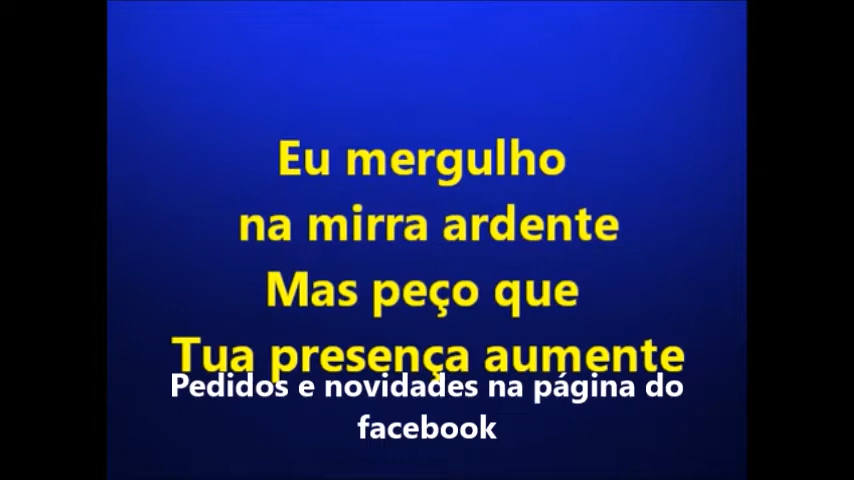 Eu mergulho
na mirra ardente
Mas peço que
Tua presença aumente
Pedidos e novidades na página do
facebook